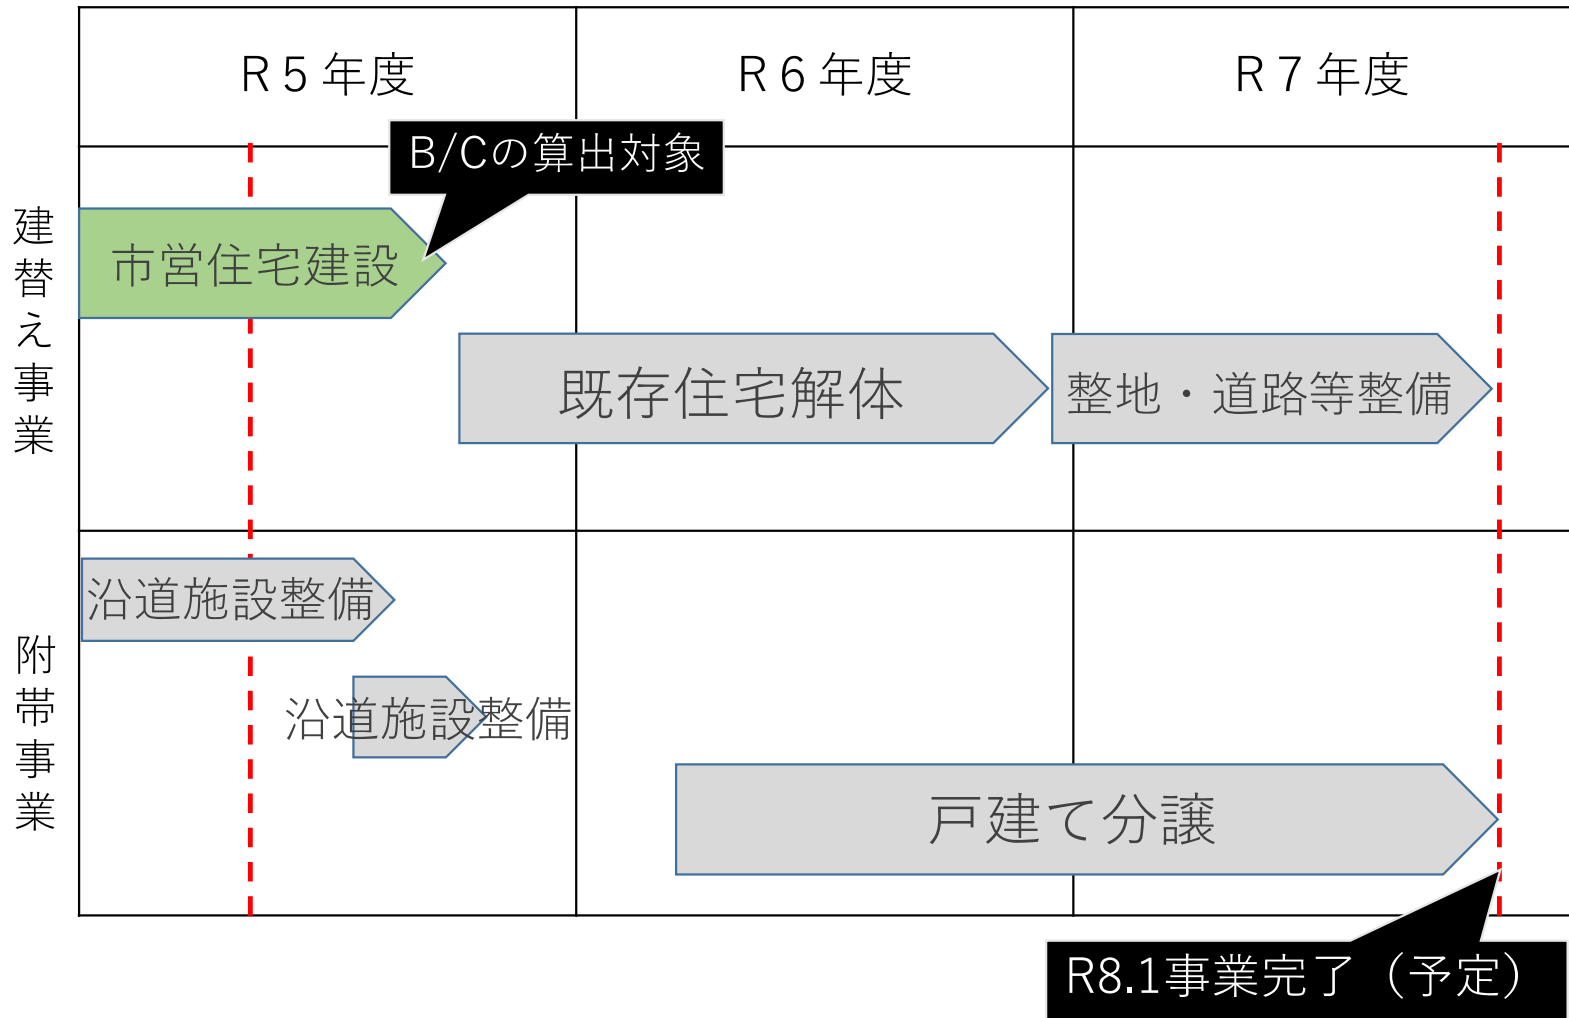 R５年度
R６年度
R７年度
B/Cの算出対象
建替え事業
市営住宅建設
既存住宅解体
整地・道路等整備
附帯事業
沿道施設整備
沿道施設整備
戸建て分譲
R8.1事業完了（予定）